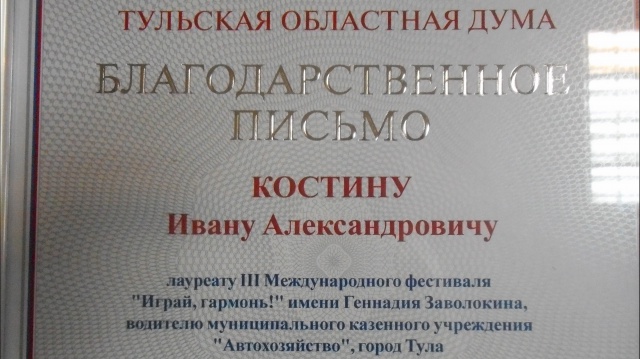 ТУЛЬСКАЯ ОБЛАСТНАЯ ДУМА
БЛАГОДАРСТВЕННОЕ
ПИСЬМО
КОСТИНУ
Ивану Александровичу
лауреату III Международного фестиваля
"Играй, гармонь!" имени Геннадия Заволокина,
водителю муниципального казенного учреждения
"Автохозяйство", город Тула